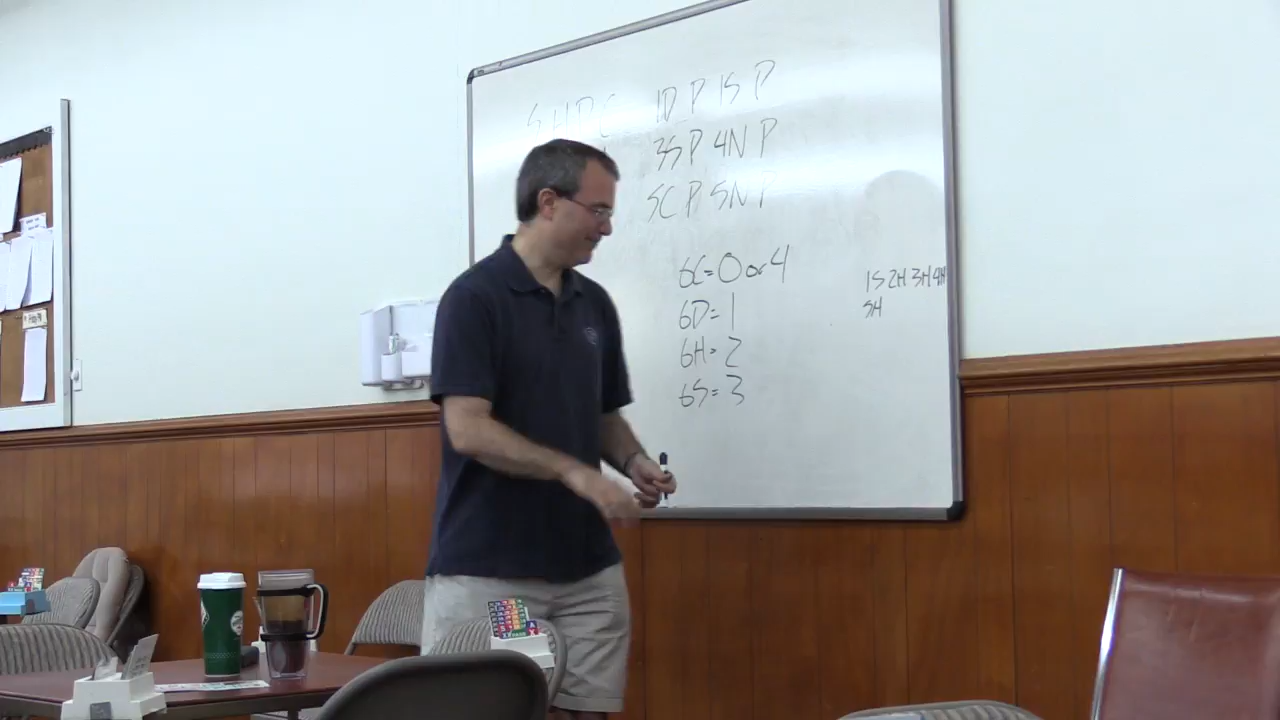 SHDC 1D P 1S P
3S P 4N P
5C P 5N P
6C=0 or 4
6D=1
6H=2
6S=3
1S 2H 3H 4H
5H